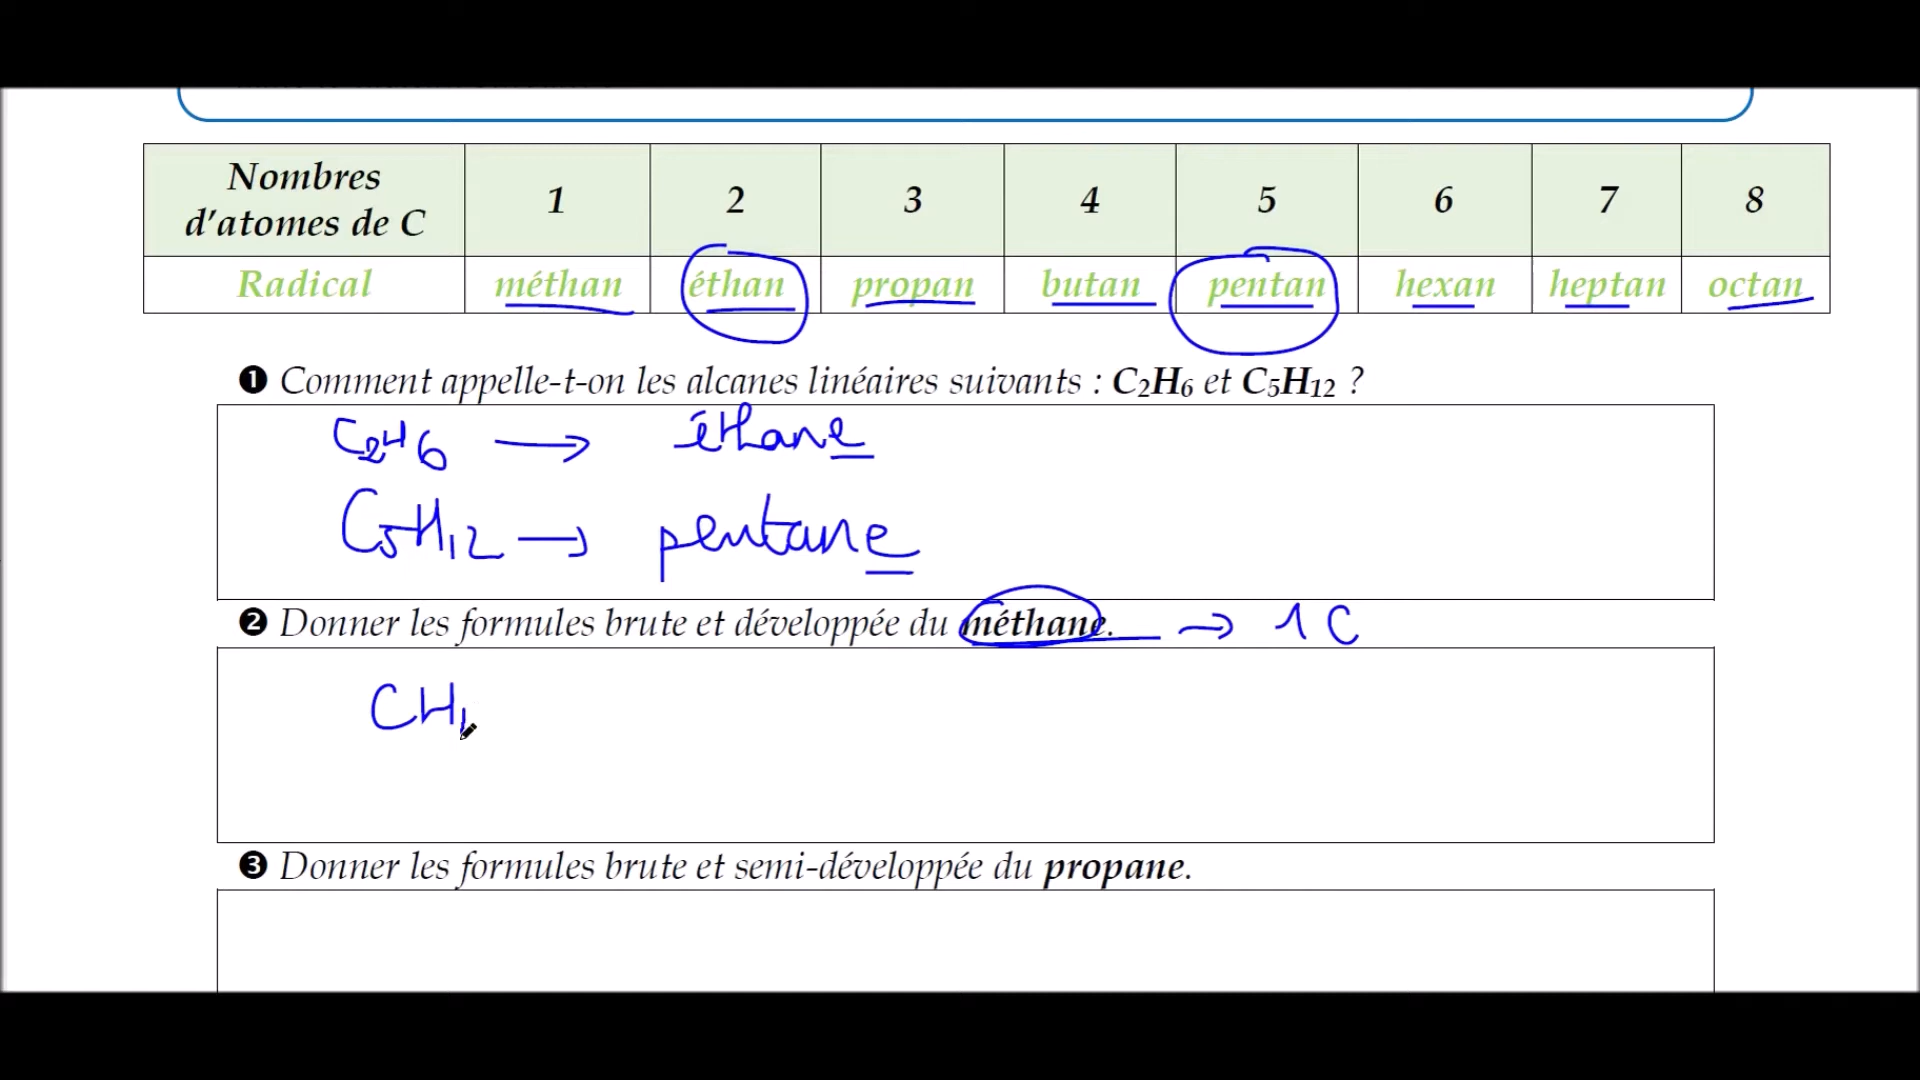 Nombres d'atomes de C 1 2 3 4 5 6 7 8
Radical méthan éthan propan butan pentan hexan heptan octan
❶ Comment appelle-t-on les alcanes linéaires suivants : C₂H₆ et C₅H₁₂ ?
C₂H₆ → éthane
C₅H₁₂ → pentane
❷ Donner les formules brute et développée du méthane. → 1 C
CH
❸ Donner les formules brute et semi-développée du propane.